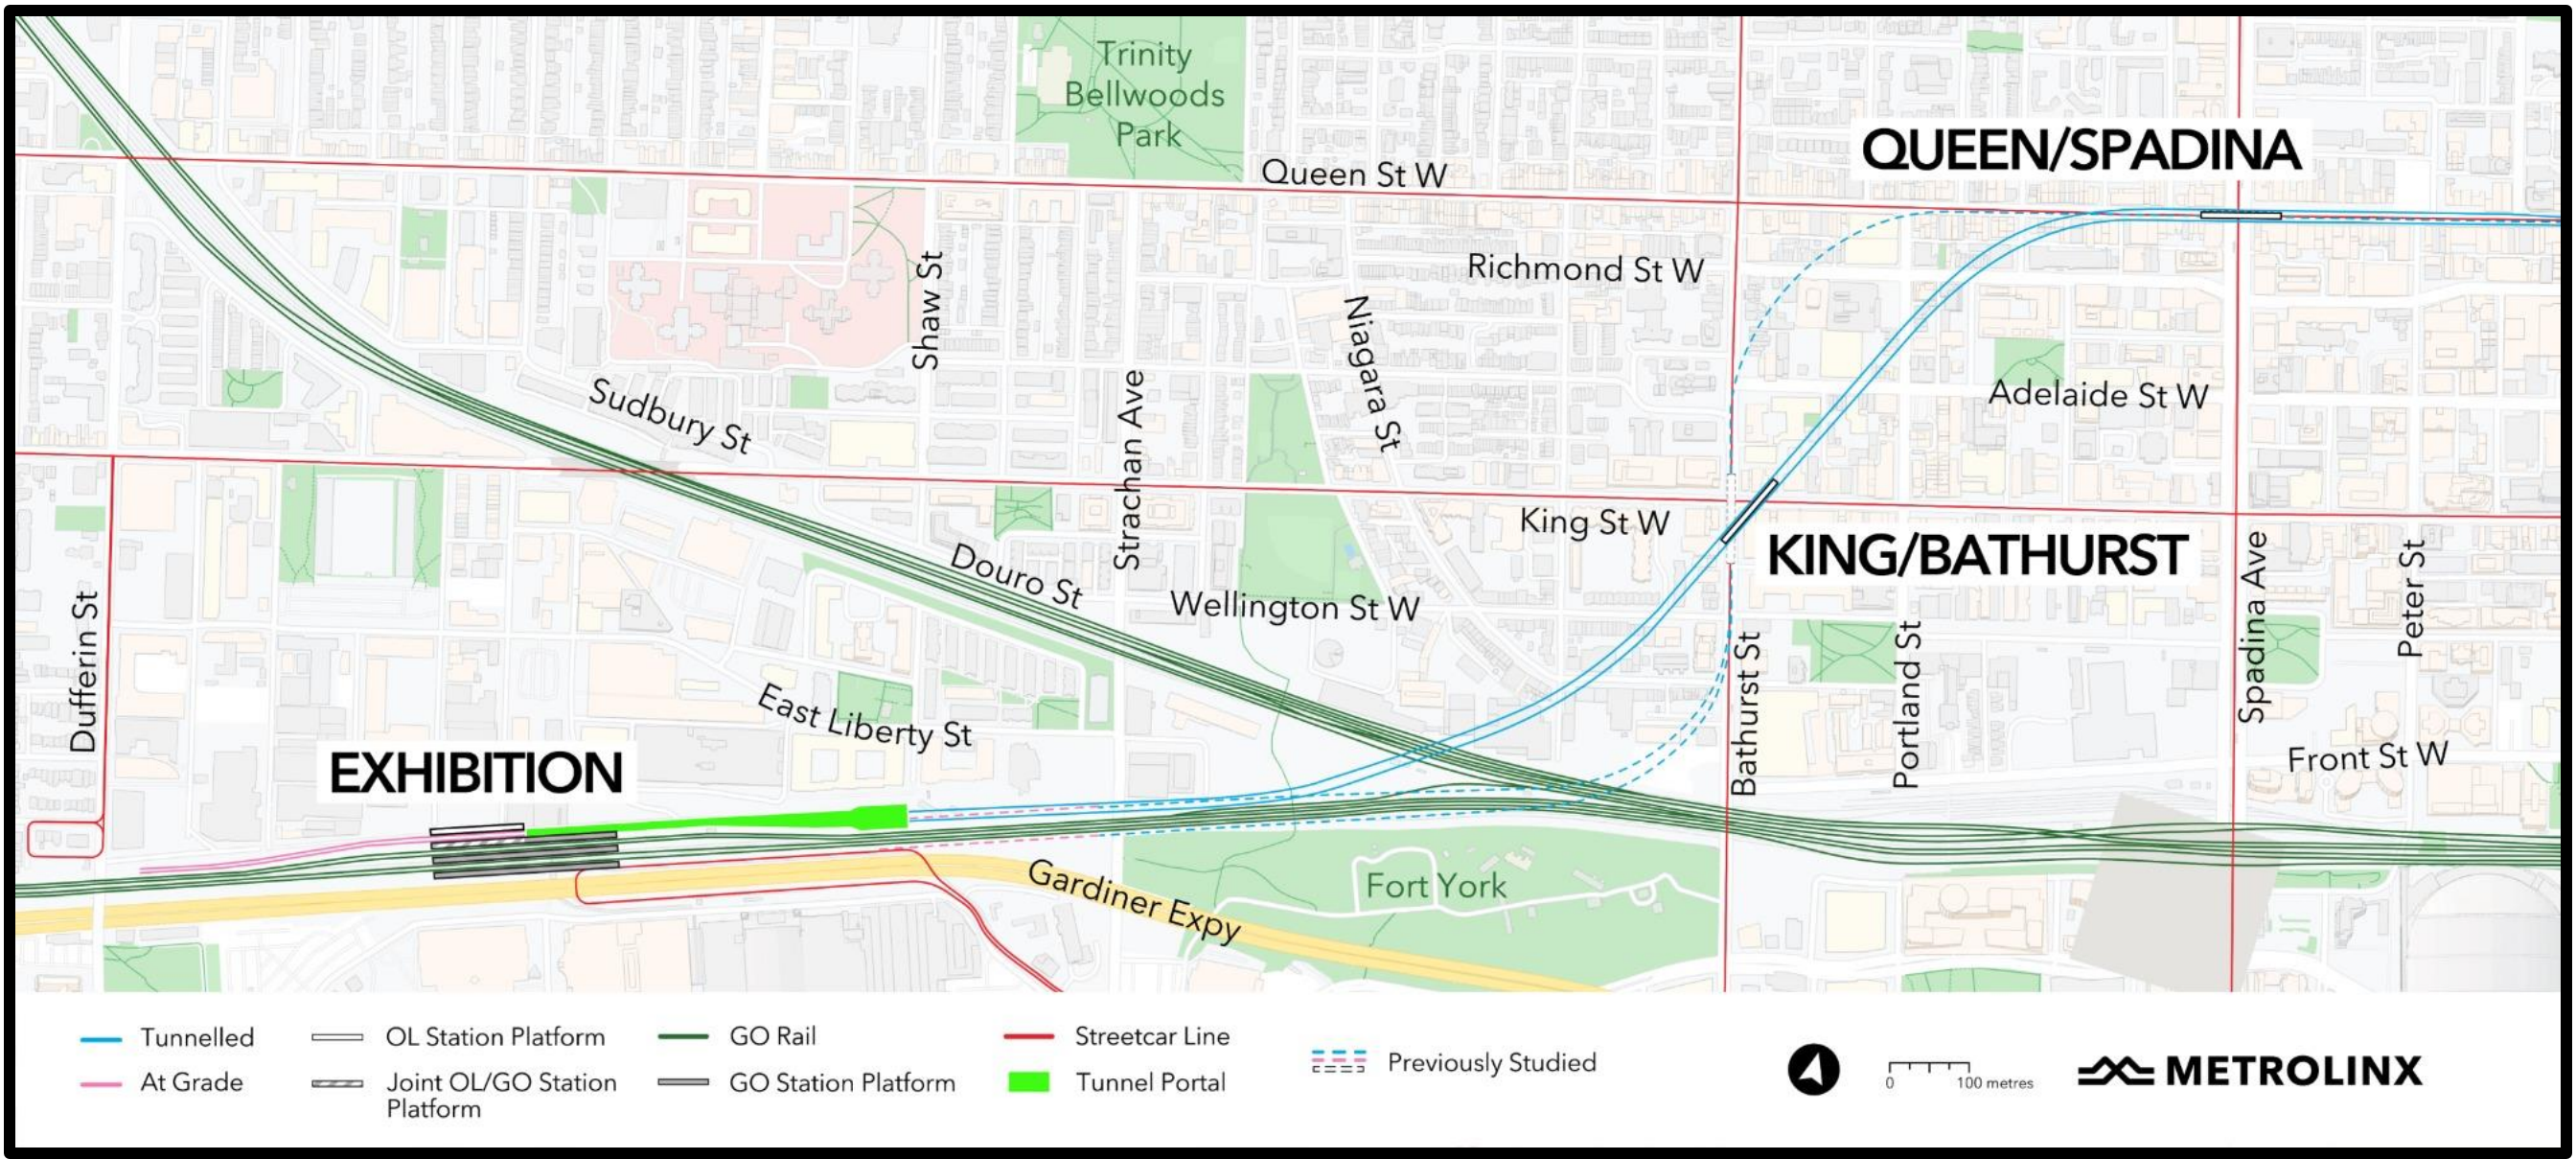 Trinity
Bellwoods
Park
QUEEN/SPADINA
Queen St W
Richmond St W
Shaw St
Niagara St
Sudbury St
Strachan Ave
Adelaide St W
King St W
KING/BATHURST
Douro St
Wellington St W
Dufferin St
Bathurst St
Portland St
Spadina Ave
Peter St
East Liberty St
Front St W
EXHIBITION
Gardiner Expy
Fort York
Tunnelled
At Grade
OL Station Platform
Joint OL/GO Station
Platform
GO Rail
GO Station Platform
Streetcar Line
Tunnel Portal
Previously Studied
0 100 metres
METROLINX